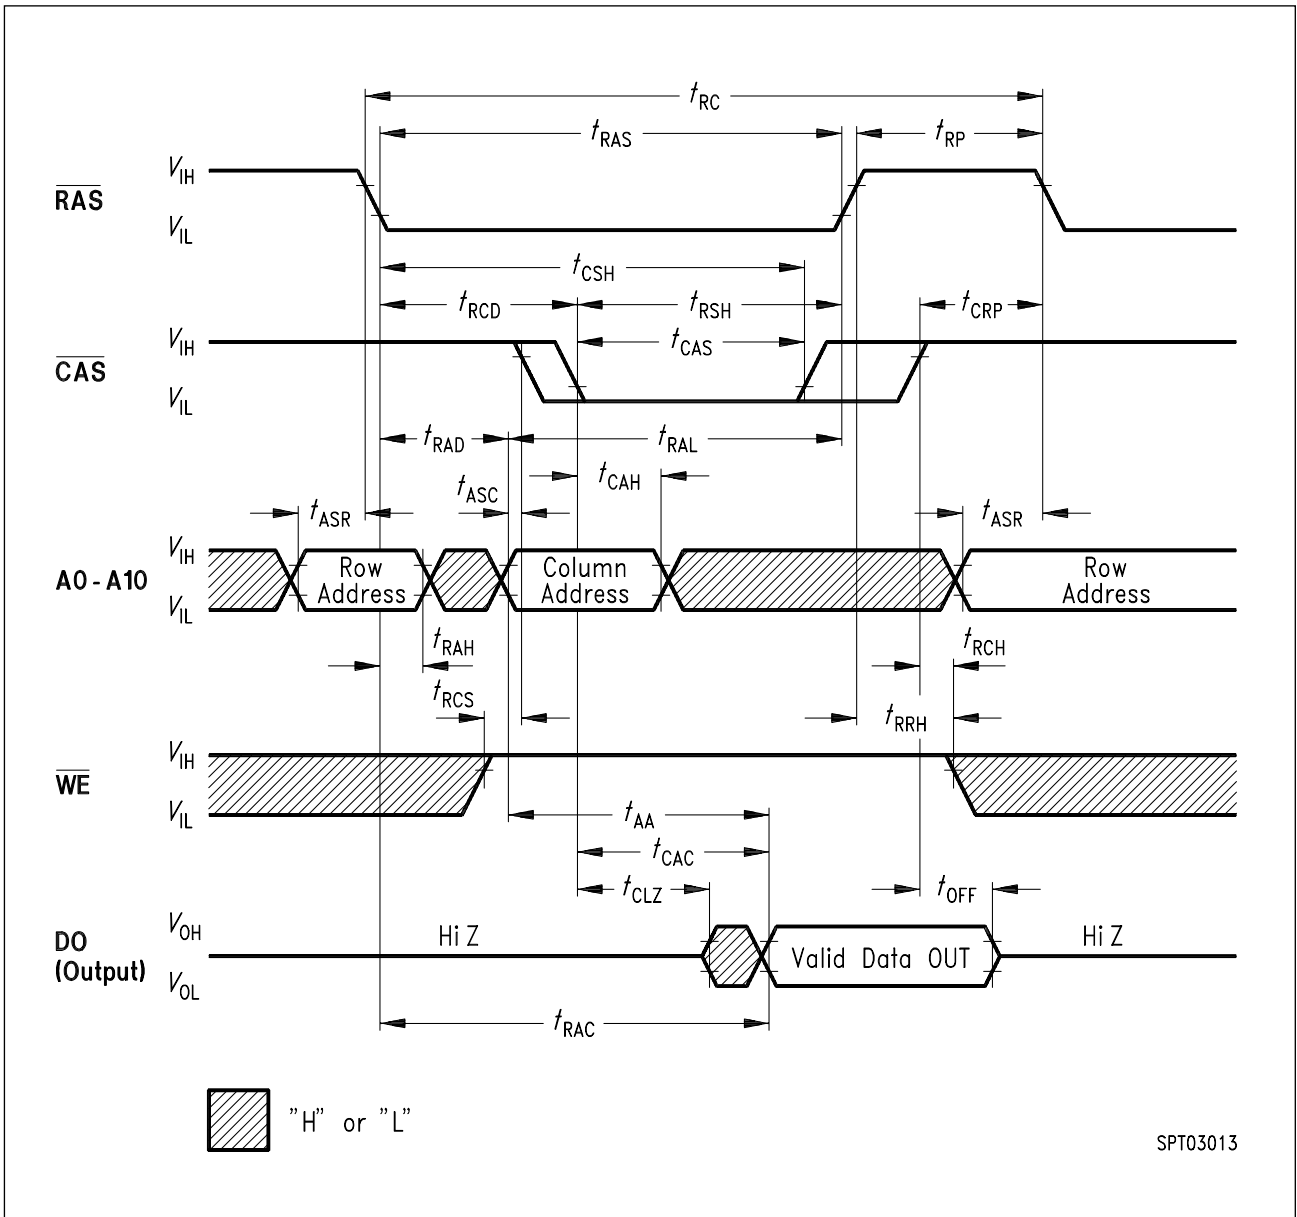 tRC
tRAS
tRP
RAS
VIH
VIL
tCSH
tRCD
tRSH
tCRP
CAS
VIH
tCAS
VIL
tRAD
tRAL
tASC
tCAH
tASR
tASR
A0 - A10
VIH
Row
Address
Column
Address
Row
Address
VIL
tRAH
tRCH
tRCS
tRRH
WE
VIH
VIL
tAA
tCAC
tCLZ
tOFF
DO
(Output)
VOH
Hi Z
Valid Data OUT
Hi Z
VOL
tRAC
"H" or "L"
SPT03013